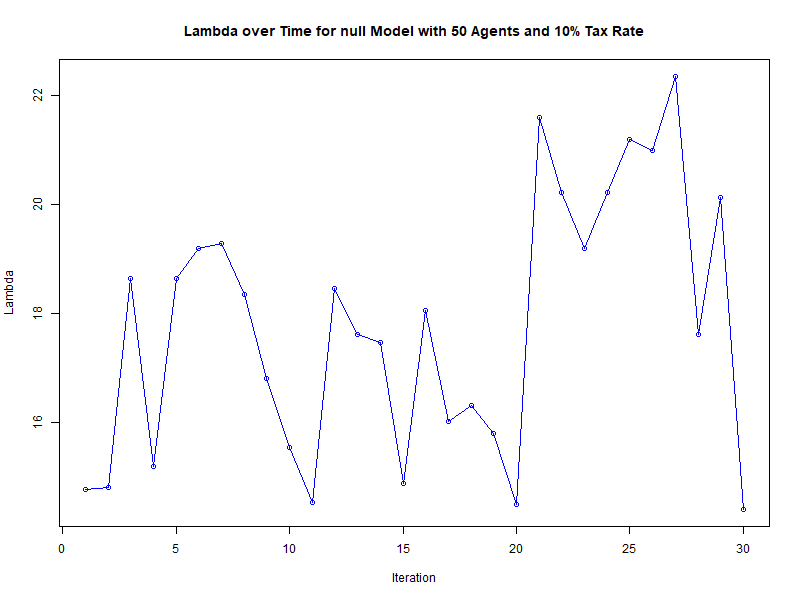 Lambda over Time for null Model with 50 Agents and 10% Tax Rate
22
20
18
16
Lambda
0 5 10 15 20 25 30
Iteration